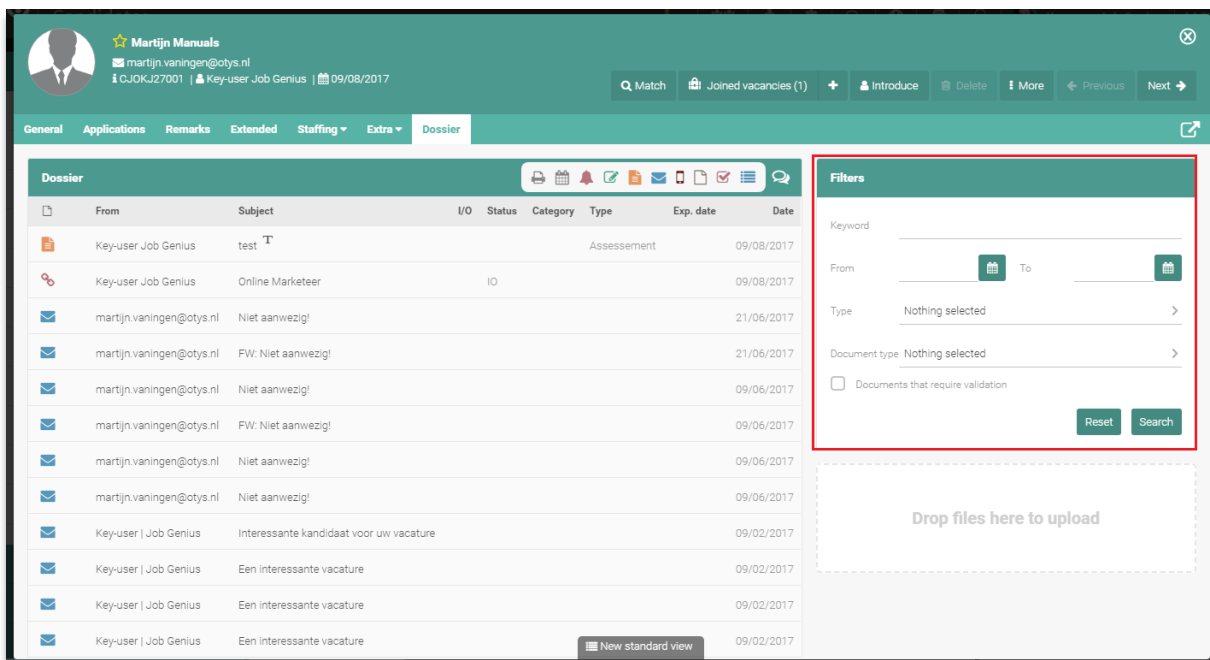 Martijn Manuals
martijn.vaningen@otys.nl
CJOKJ27001 | Key-user Job Genius | 09/08/2017
Match Joined vacancies (1) Introduce Delete More Previous Next
General Applications Remarks Extended Staffing Extra Dossier
Dossier
From Subject I/O Status Category Type Exp. date Date
Key-user Job Genius test T Assessement 09/08/2017
Key-user Job Genius Online Marketeer IO 09/08/2017
martijn.vaningen@otys.nl Niet aanwezig! 21/06/2017
martijn.vaningen@otys.nl FW: Niet aanwezig! 21/06/2017
martijn.vaningen@otys.nl Niet aanwezig! 09/06/2017
martijn.vaningen@otys.nl FW: Niet aanwezig! 09/06/2017
martijn.vaningen@otys.nl Niet aanwezig! 09/06/2017
martijn.vaningen@otys.nl Niet aanwezig! 09/06/2017
Key-user | Job Genius Interessante kandidaat voor uw vacature 09/02/2017
Key-user | Job Genius Een interessante vacature 09/02/2017
Key-user | Job Genius Een interessante vacature 09/02/2017
Key-user | Job Genius Een interessante vacature 09/02/2017
New standard view
Filters
Keyword
From To
Type Nothing selected
Document type Nothing selected
Documents that require validation
Reset Search
Drop files here to upload